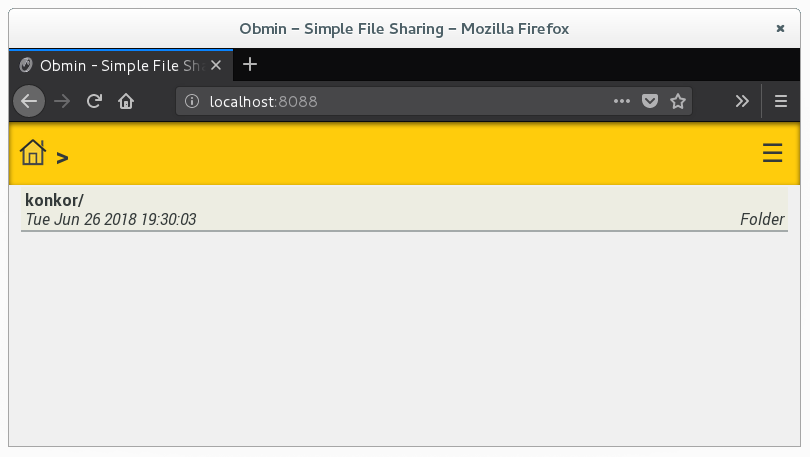 Obmin – Simple File Sharing – Mozilla Firefox
Obmin - Simple File Sha
localhost:8088
>
konkor/
Tue Jun 26 2018 19:30:03 Folder